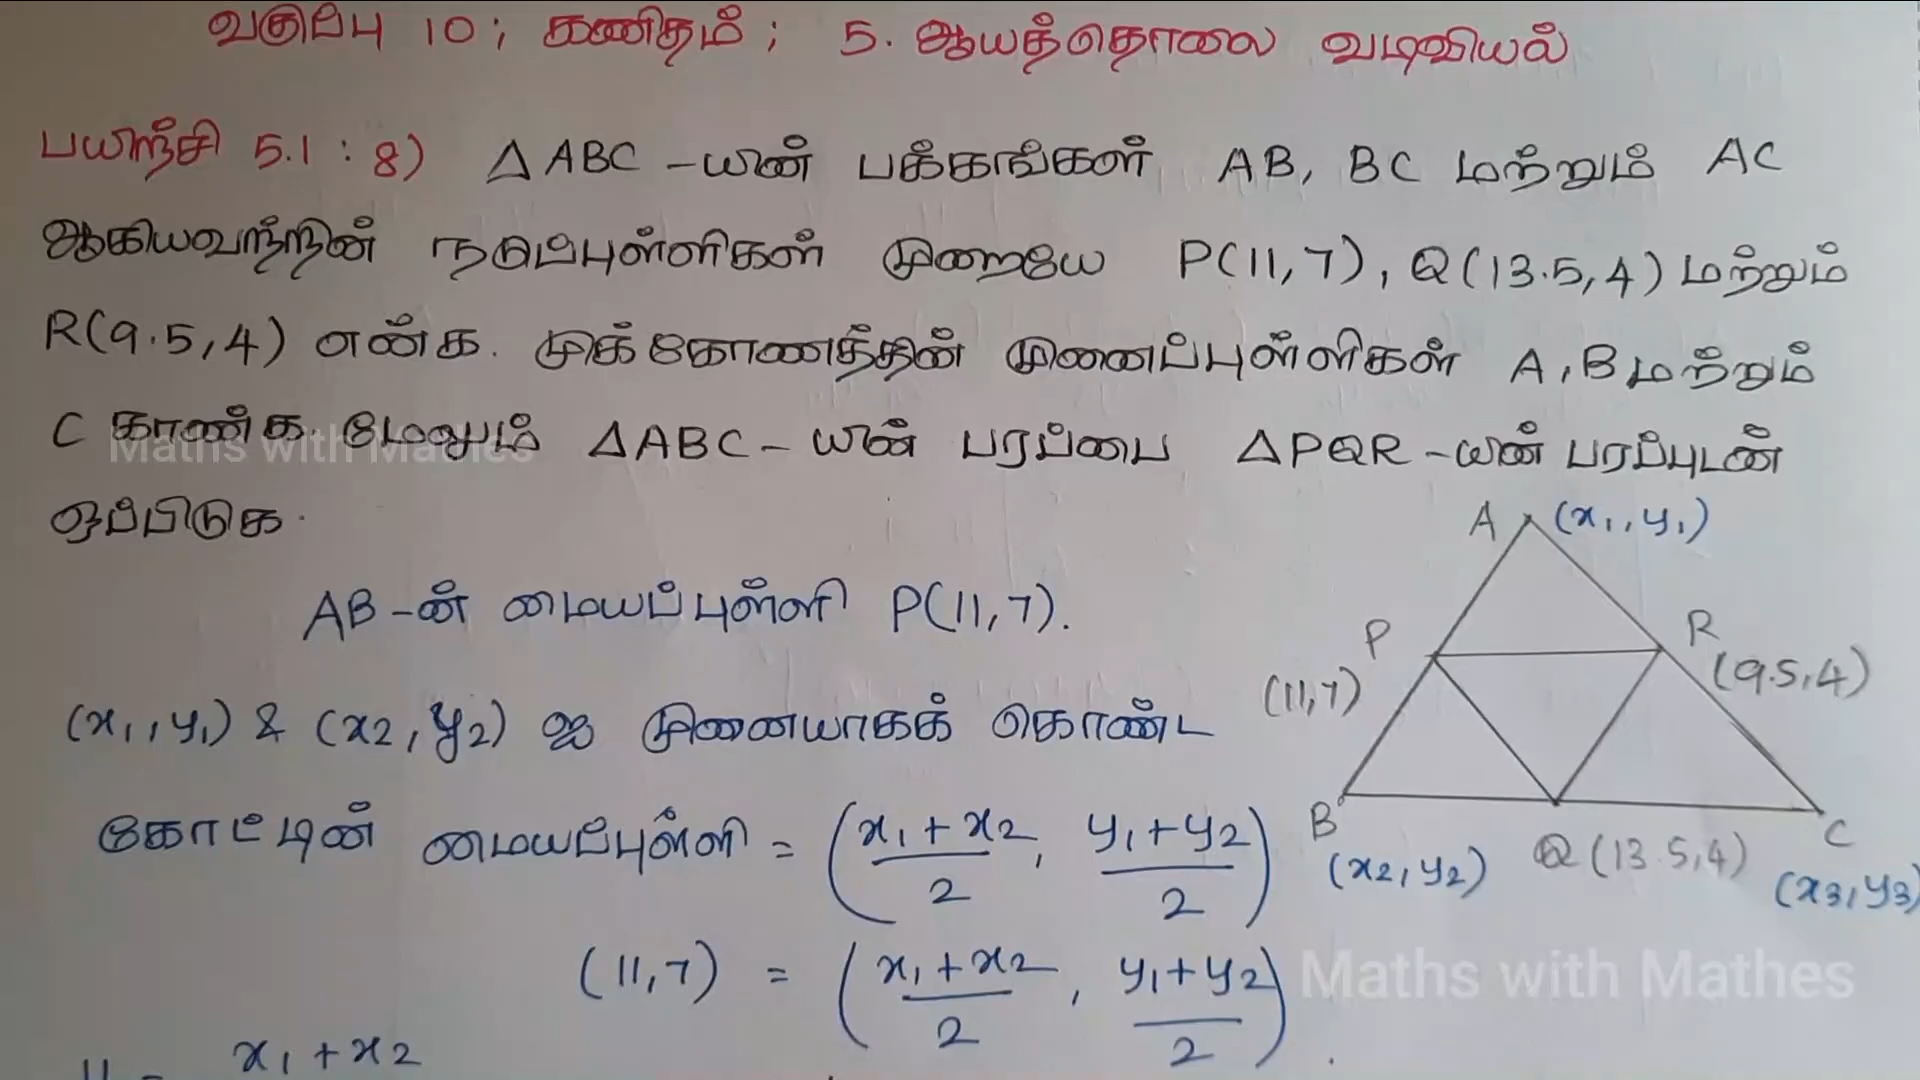 வகுப்பு 10; கணிதம்; 5. ஆயத்தொலை வடிவியல்
பயிற்சி 5.1 : 8) ΔABC -யின் பக்கங்கள் AB, BC மற்றும் AC
ஆகியவற்றின் நடுப்புள்ளிகள் முறையே P(11,7), Q(13.5,4) மற்றும்
R(9.5,4) என்க. முக்கோணத்தின் முனைப்புள்ளிகள் A,B மற்றும்
C காண்க. மேலும் ΔABC- யின் பரப்பை ΔPQR -யின் பரப்புடன்
Maths with Mathes
ஒப்பிடுக.
A (x1,y1)
AB -ன் மையப்புள்ளி P(11,7).
P R
(11,7) (9.5,4)
(x1,y1) & (x2,y2) ஐ முனையாகக் கொண்ட
கோட்டின் மையப்புள்ளி = (x1+x2/2, y1+y2/2)
B Q(13.5,4) C
(x2,y2) (x3,y3)
(11,7) = (x1+x2/2, y1+y2/2).
Maths with Mathes
11 = x1+x2